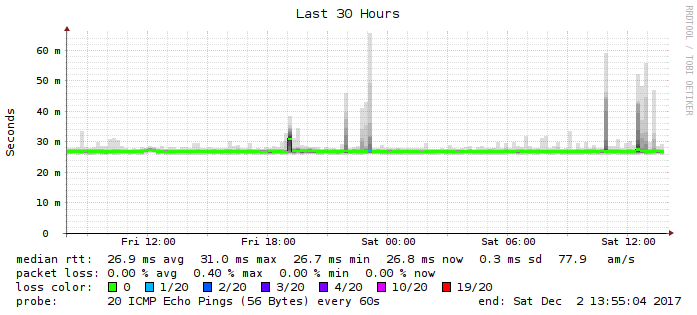 Last 30 Hours
RRDTOOL / TOBI OETIKER
Seconds
60 m
50 m
40 m
30 m
20 m
10 m
0
Fri 12:00 Fri 18:00 Sat 00:00 Sat 06:00 Sat 12:00
median rtt: 26.9 ms avg 31.0 ms max 26.7 ms min 26.8 ms now 0.3 ms sd 77.9 am/s
packet loss: 0.00 % avg 0.40 % max 0.00 % min 0.00 % now
loss color: 0 1/20 2/20 3/20 4/20 10/20 19/20
probe: 20 ICMP Echo Pings (56 Bytes) every 60s end: Sat Dec 2 13:55:04 2017